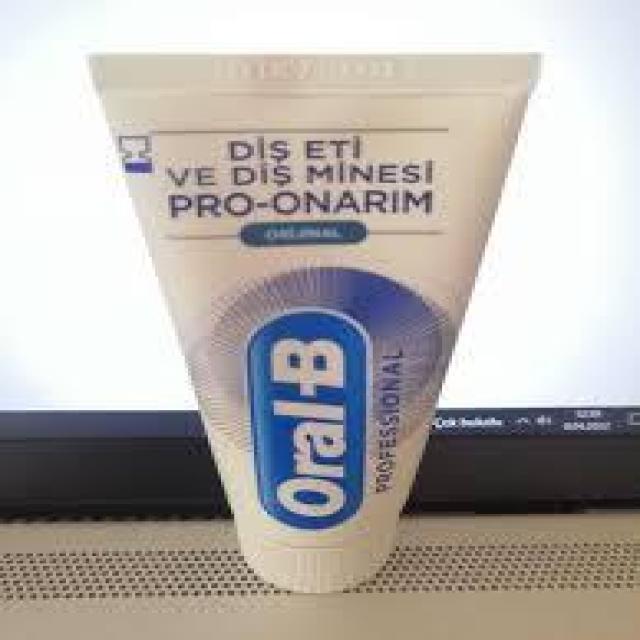 DİŞ ETİ
VE DİŞ MİNESİ
PRO-ONARIM
ORİJİNAL
Oral-B
PROFESSIONAL